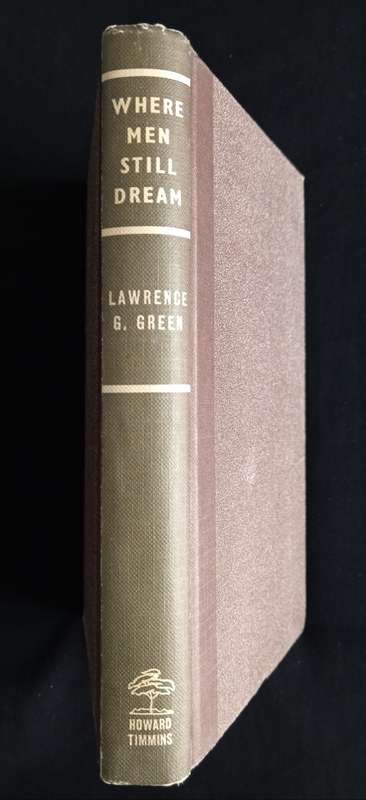 WHERE
MEN
STILL
DREAM
LAWRENCE
G. GREEN
HOWARD
TIMMINS